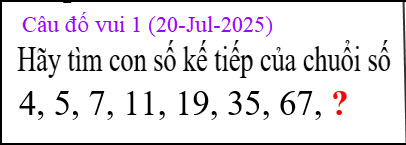 Câu đố vui 1 (20-Jul-2025)
Hãy tìm con số kế tiếp của chuổi số
4, 5, 7, 11, 19, 35, 67, ?